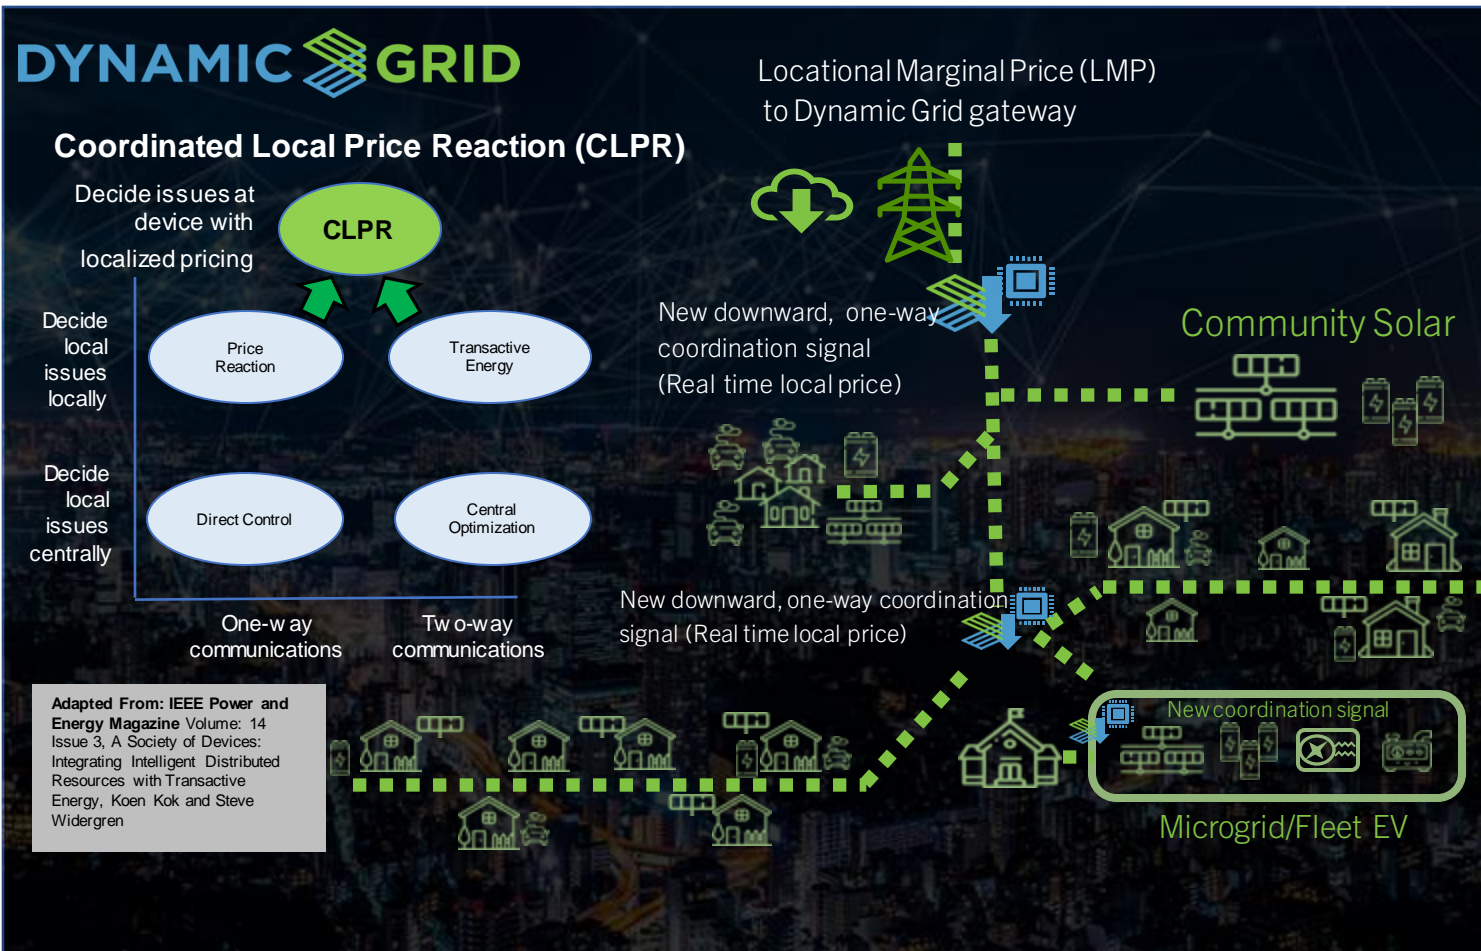 DYNAMIC GRID
Coordinated Local Price Reaction (CLPR)
Decide issues at
device with
localized pricing
CLPR
Decide
local
issues
locally
Price
Reaction
Transactive
Energy
Decide
local
issues
centrally
Direct Control
Central
Optimization
One-way
communications
Two-way
communications
Adapted From: IEEE Power and
Energy Magazine Volume: 14
Issue 3, A Society of Devices:
Integrating Intelligent Distributed
Resources with Transactive
Energy, Koen Kok and Steve
Widergren
Locational Marginal Price (LMP)
to Dynamic Grid gateway
New downward, one-way
coordination signal
(Real time local price)
Community Solar
New downward, one-way coordination
signal (Real time local price)
New coordination signal
Microgrid/Fleet EV